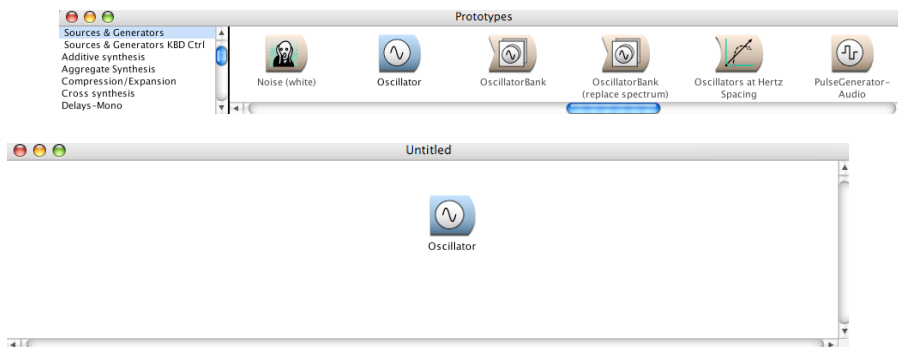 Prototypes
Sources & Generators
Sources & Generators KBD Ctrl
Additive synthesis
Aggregate Synthesis
Compression/Expansion
Cross synthesis
Delays-Mono
Noise (white)
Oscillator
OscillatorBank
OscillatorBank
(replace spectrum)
Oscillators at Hertz
Spacing
PulseGenerator-
Audio
Untitled
Oscillator